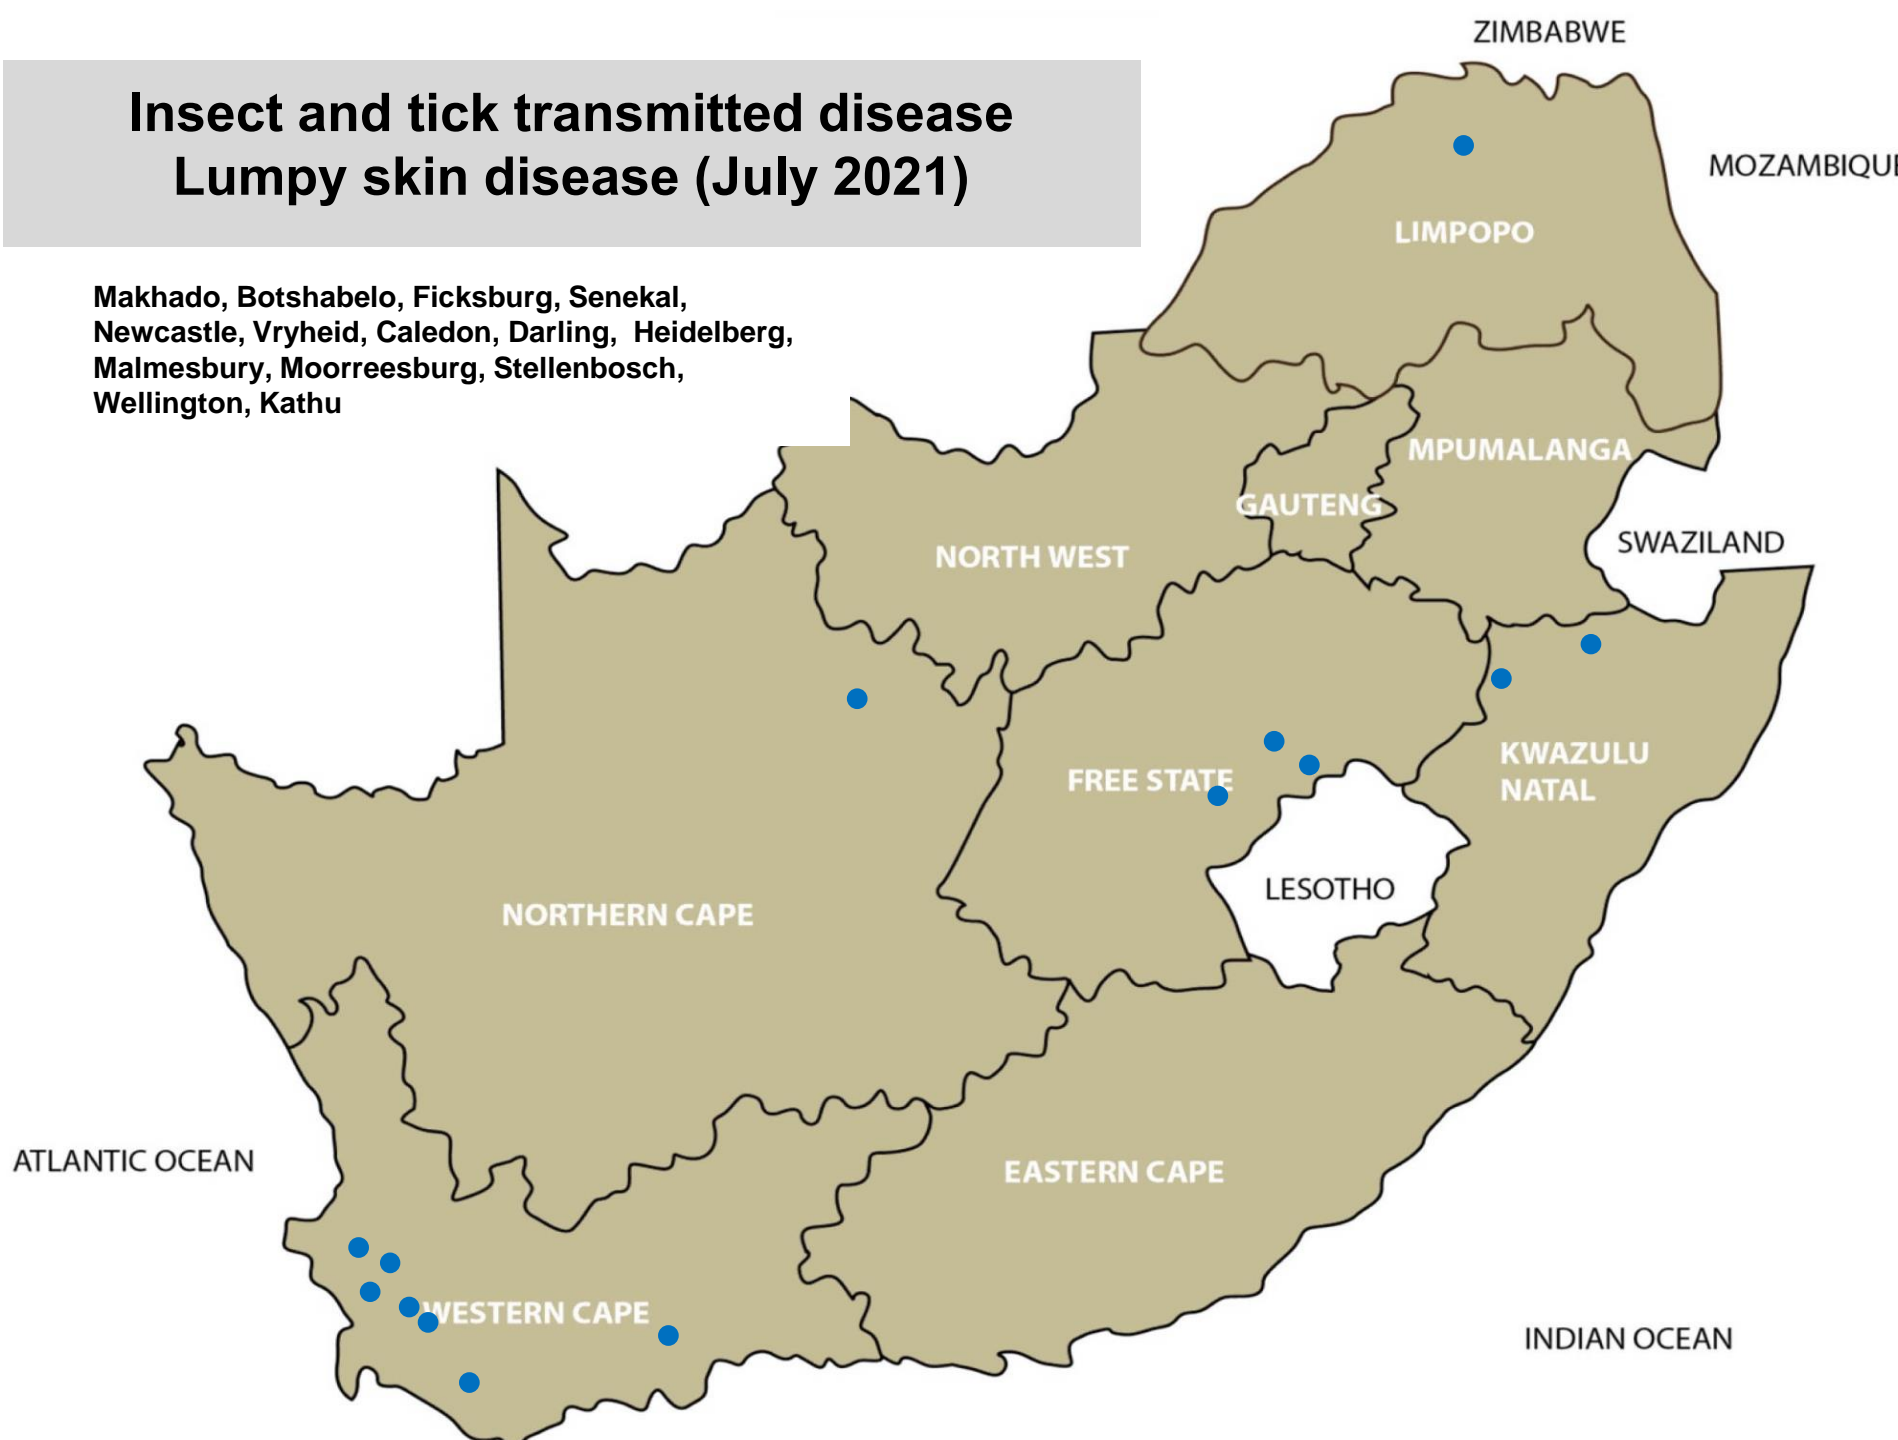 ZIMBABWE
Insect and tick transmitted disease
Lumpy skin disease (July 2021)
MOZAMBIQUE
LIMPOPO
Makhado, Botshabelo, Ficksburg, Senekal,
Newcastle, Vryheid, Caledon, Darling, Heidelberg,
Malmesbury, Moorreesburg, Stellenbosch,
Wellington, Kathu
MPUMALANGA
GAUTENG
SWAZILAND
NORTH WEST
KWAZULU
NATAL
FREE STATE
LESOTHO
NORTHERN CAPE
ATLANTIC OCEAN
EASTERN CAPE
WESTERN CAPE
INDIAN OCEAN